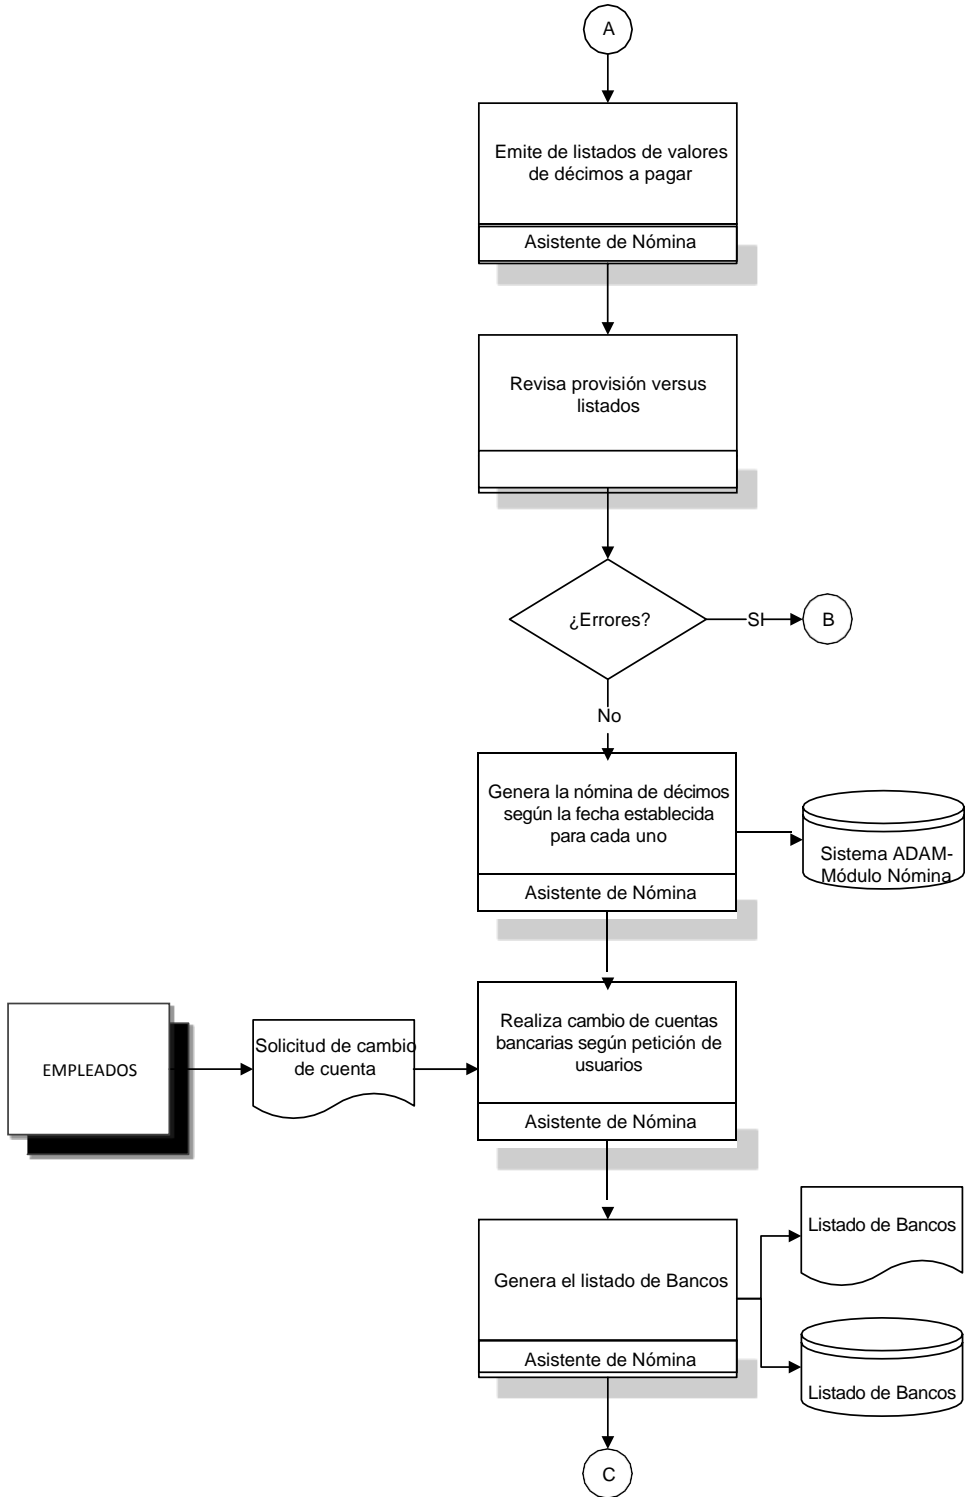 A
Emite de listados de valores
de décimos a pagar
Asistente de Nómina
Revisa provisión versus
listados
¿Errores?
SI
B
No
Genera la nómina de décimos
según la fecha establecida
para cada uno
Asistente de Nómina
Sistema ADAM-
Módulo Nómina
EMPLEADOS
Solicitud de cambio
de cuenta
Realiza cambio de cuentas
bancarias según petición de
usuarios
Asistente de Nómina
Genera el listado de Bancos
Asistente de Nómina
Listado de Bancos
Listado de Bancos
C